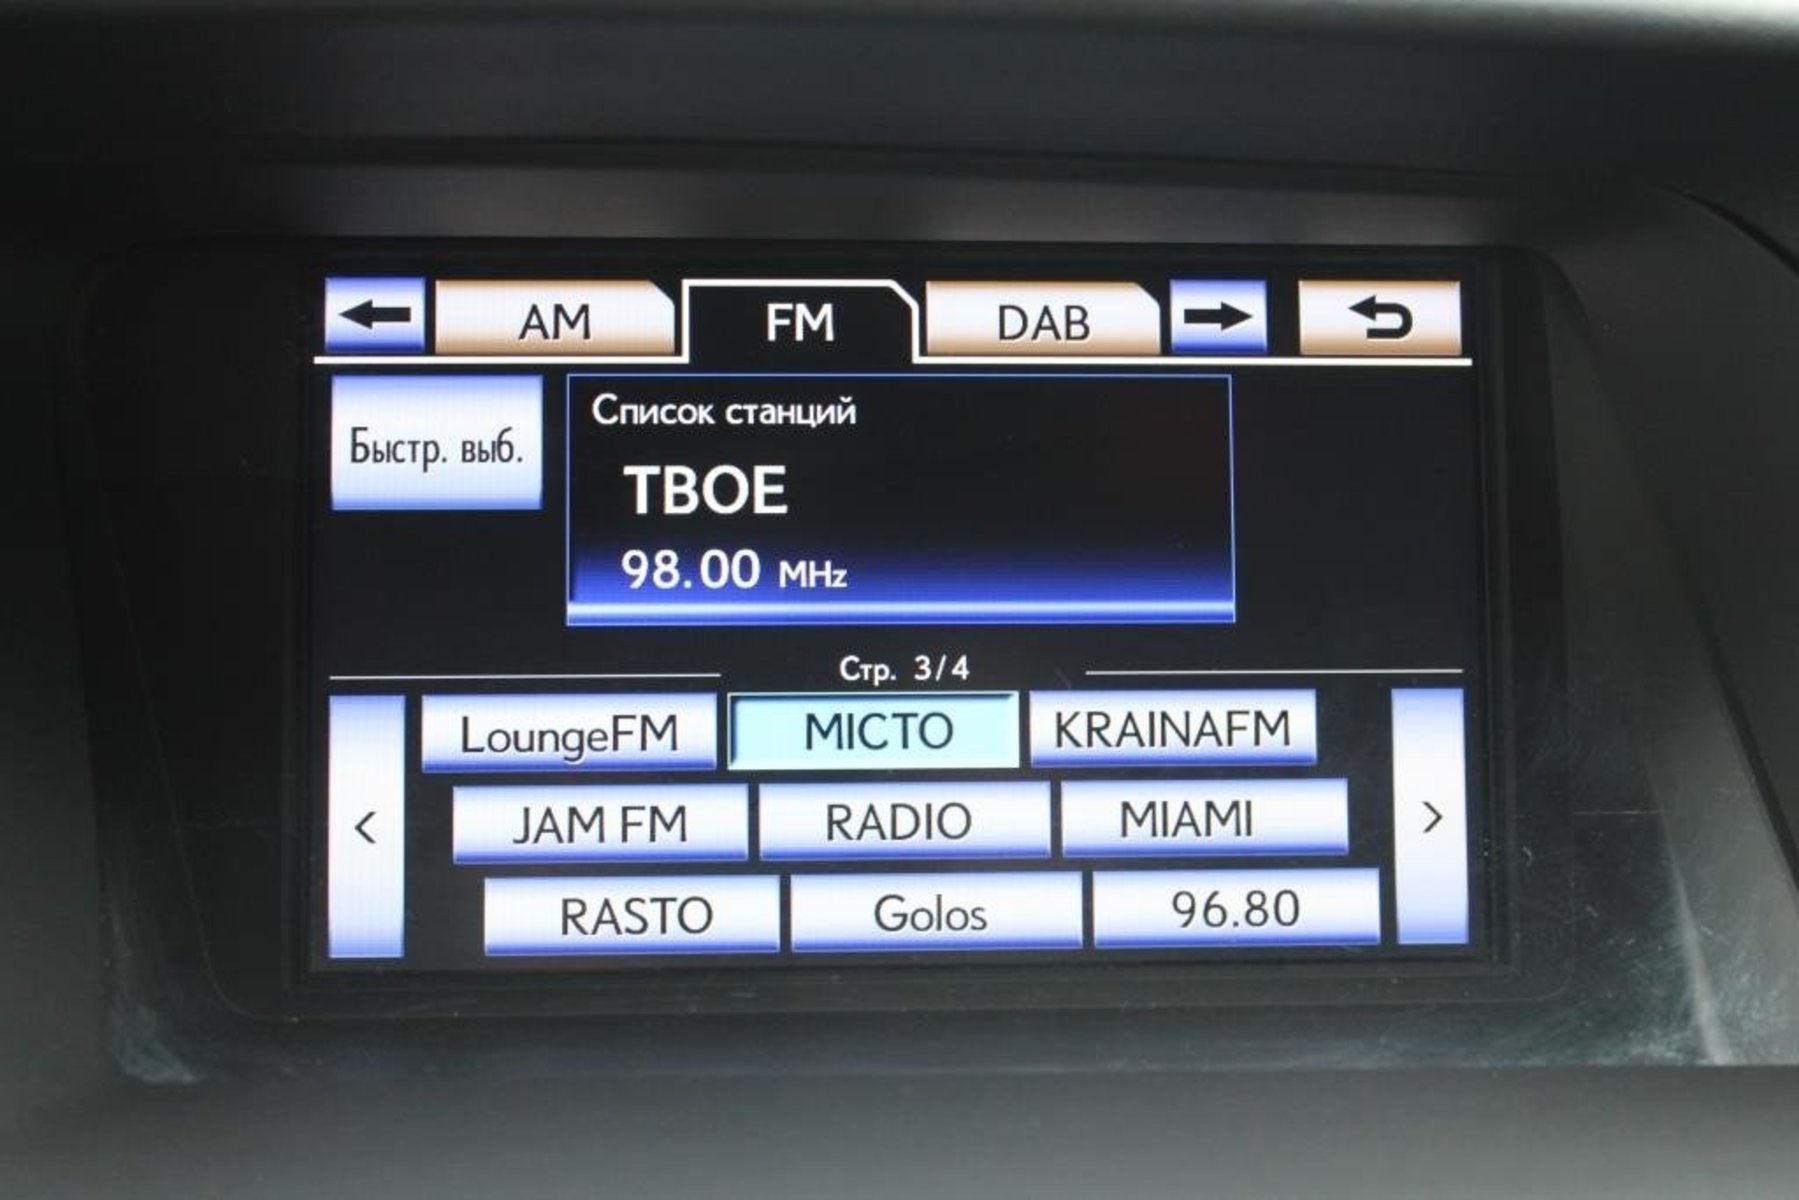 AM FM DAB
Быстр. выб.
Список станций
ТВОЕ
98.00 MHz
Стр. 3/4
LoungeFM МІСТО KRAINAFM
JAM FM RADIO MIAMI
RASTO Golos 96.80